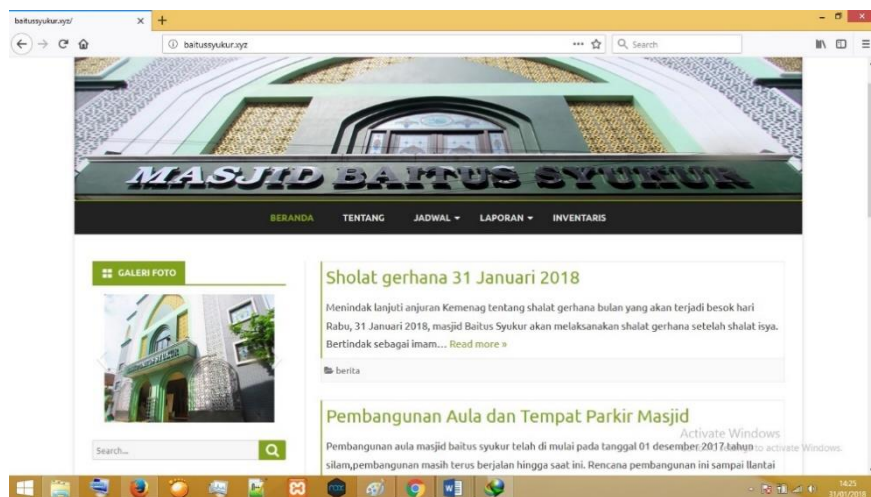 baitussyukur.xyz/
baitussyukur.xyz
Search
MASJID BAITUS SYUKUR
BERANDA TENTANG JADWAL LAPORAN INVENTARIS
GALERI FOTO
Search...
Sholat gerhana 31 Januari 2018
Menindak lanjuti anjuran Kemenag tentang shalat gerhana bulan yang akan terjadi besok hari
Rabu, 31 Januari 2018, masjid Baitus Syukur akan melaksanakan shalat gerhana setelah shalat isya.
Bertindak sebagai imam… Read more »
berita
Pembangunan Aula dan Tempat Parkir Masjid
Activate Windows
Pembangunan aula masjid baitus syukur telah di mulai pada tanggal 01 desember 2017 tahun
to activate Windows.
silam,pembangunan masih terus berjalan hingga saat ini. Rencana pembangunan ini sampai llantai
14:25
31/01/2018